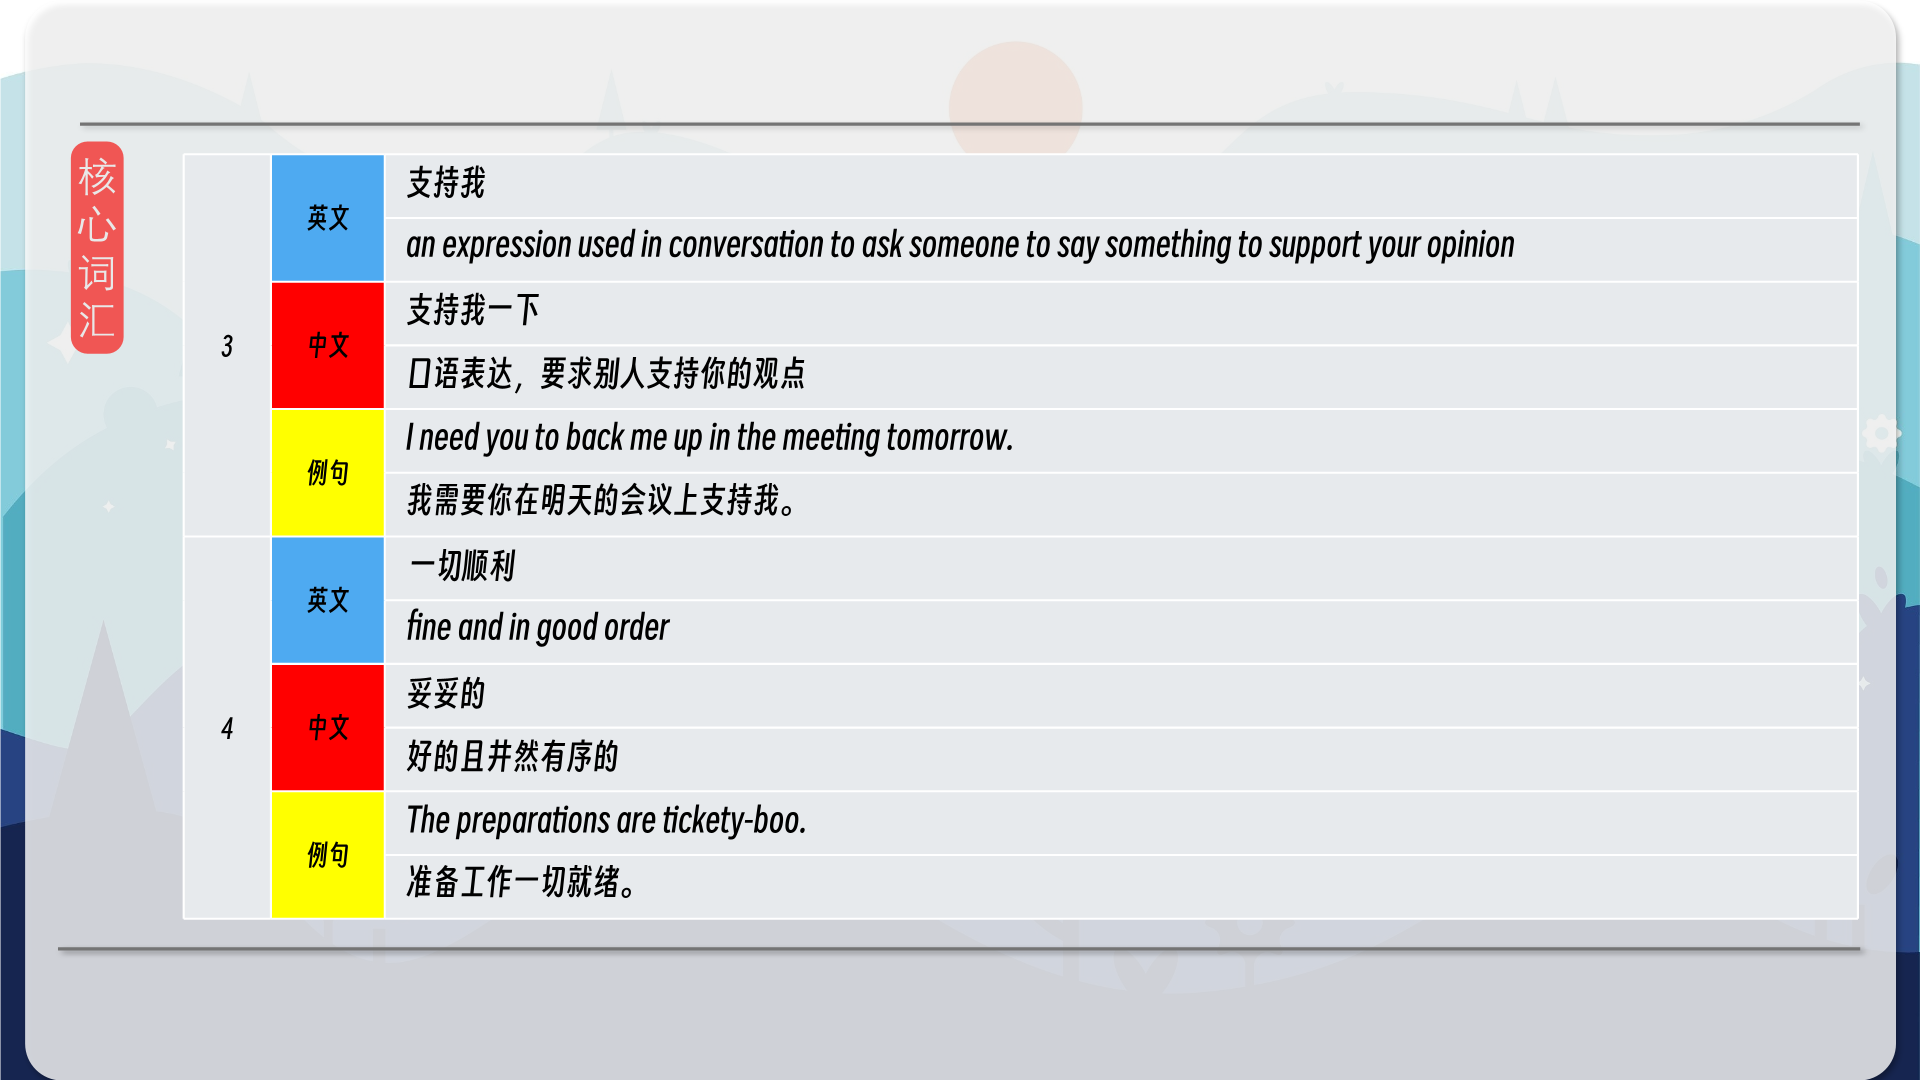 核心词汇
3
英文
支持我
an expression used in conversation to ask someone to say something to support your opinion
中文
支持我一下
口语表达，要求别人支持你的观点
例句
I need you to back me up in the meeting tomorrow.
我需要你在明天的会议上支持我。
4
英文
一切顺利
fine and in good order
中文
妥妥的
好的且井然有序的
例句
The preparations are tickety-boo.
准备工作一切就绪。